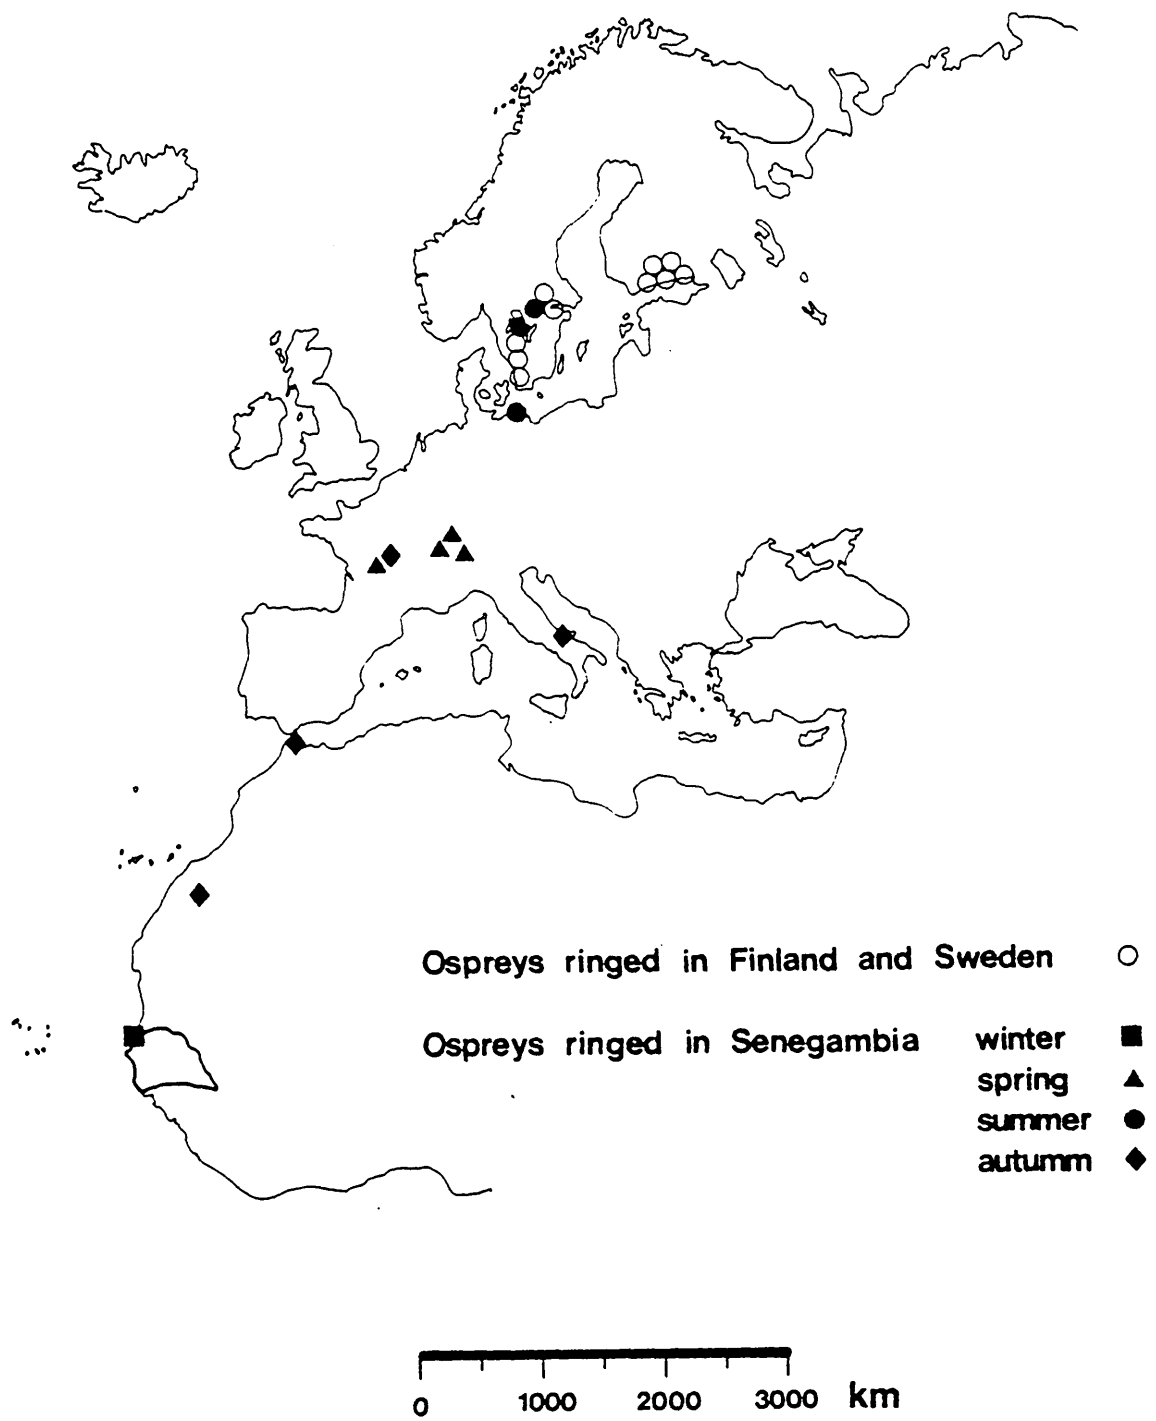 Ospreys ringed in Finland and Sweden
Ospreys ringed in Senegambia winter
spring
summer
autumm
0 1000 2000 3000 km